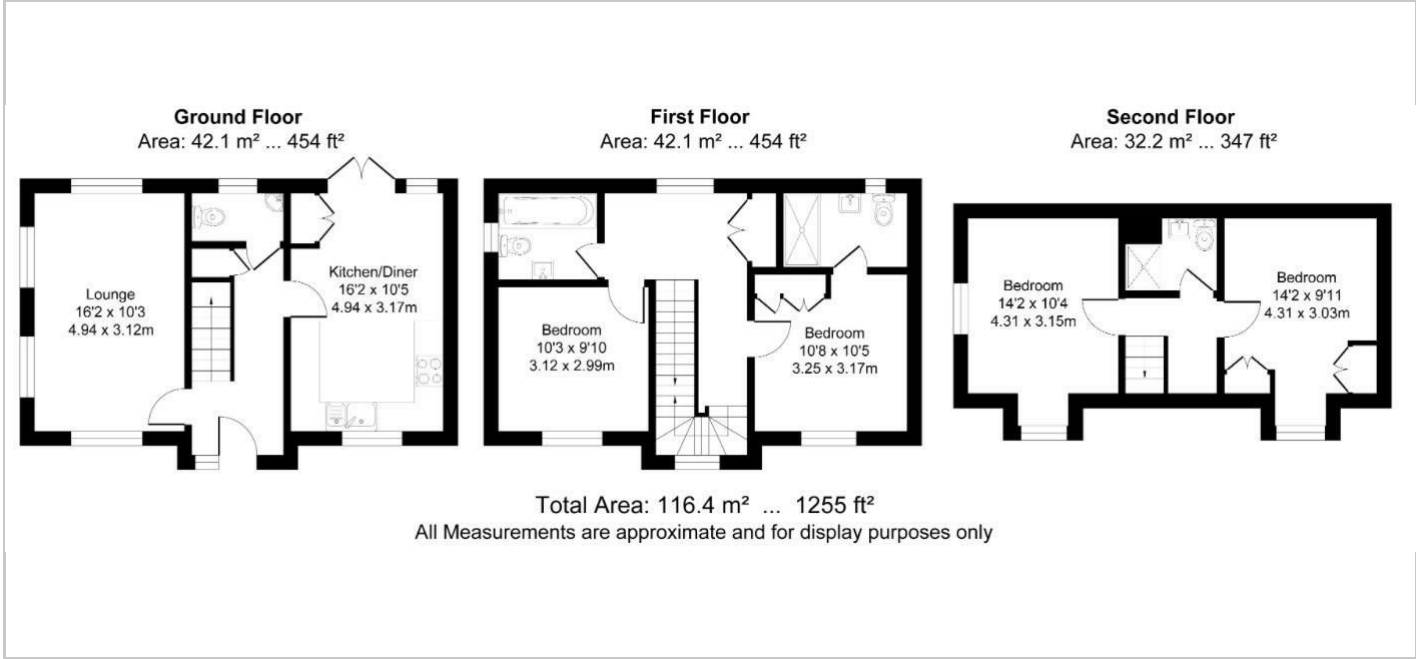 Ground Floor
Area: 42.1 m² ... 454 ft²
Lounge
16'2 x 10'3
4.94 x 3.12m
Kitchen/Diner
16'2 x 10'5
4.94 x 3.17m
First Floor
Area: 42.1 m² ... 454 ft²
Bedroom
10'3 x 9'10
3.12 x 2.99m
Bedroom
10'8 x 10'5
3.25 x 3.17m
Second Floor
Area: 32.2 m² ... 347 ft²
Bedroom
14'2 x 10'4
4.31 x 3.15m
Bedroom
14'2 x 9'11
4.31 x 3.03m
Total Area: 116.4 m² ... 1255 ft²
All Measurements are approximate and for display purposes only